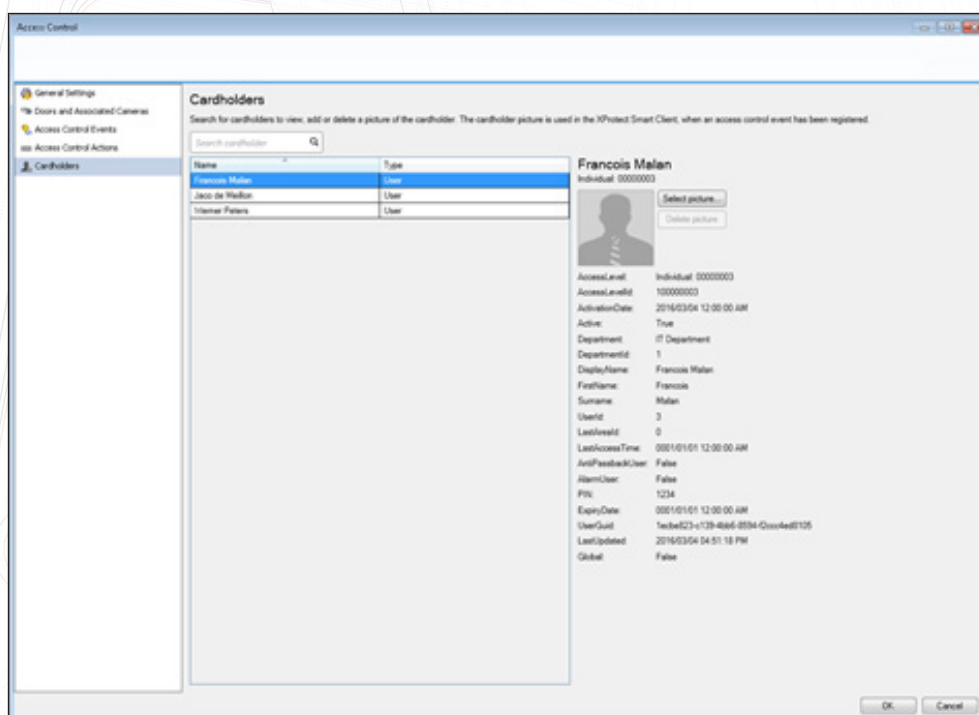 Access Control
General Settings
Doors and Associated Cameras
Access Control Events
Access Control Actions
Cardholders
Cardholders
Search for cardholders to view, add or delete a picture of the cardholder. The cardholder picture is used in the XProtect Smart Client, when an access control event has been registered.
Search cardholder
Name Type
Francois Malan User
Jaco de Meillon User
Werner Peters User
Francois Malan
Individual: 00000003
Select picture...
Delete picture
AccessLevel: Individual: 00000003
AccessLevelId: 100000003
ActivationDate: 2016/03/04 12:00:00 AM
Active: True
Department: IT Department
DepartmentId: 1
DisplayName: Francois Malan
FirstName: Francois
Surname: Malan
UserId: 3
LastAreaId: 0
LastAccessTime: 0001/01/01 12:00:00 AM
AntiPassbackUser: False
AlarmUser: False
PIN: 1234
ExpiryDate: 0001/01/01 12:00:00 AM
UserGuid:
LastUpdated: 2016/03/04 04:51:18 PM
Global: False
OK Cancel